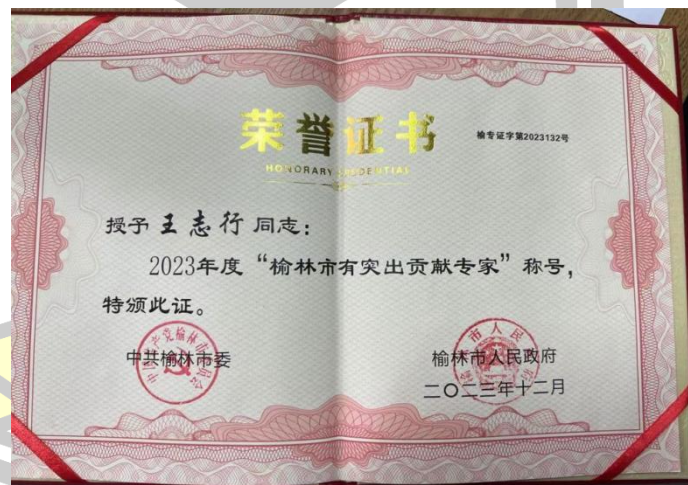 荣誉证书
榆专证字第2023132号
HONORARY CREDENTIAL
授予 王志行 同志：
2023年度“榆林市有突出贡献专家”称号，
特颁此证。
中共榆林市委
榆林市人民政府
二〇二三年十二月